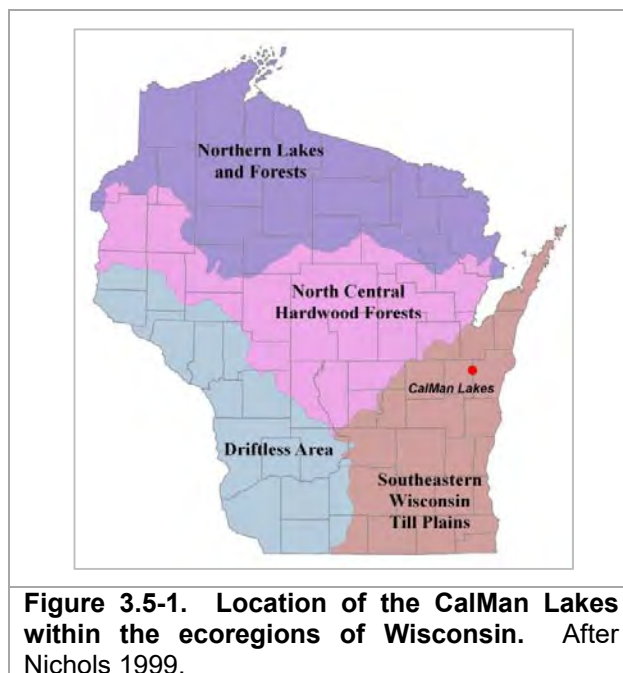 Northern Lakes
and Forests
North Central
Hardwood Forests
CalMan Lakes
Driftless Area
Southeastern
Wisconsin
Till Plains
Figure 3.5-1. Location of the CalMan Lakes
within the ecoregions of Wisconsin. After
Nichols 1999.